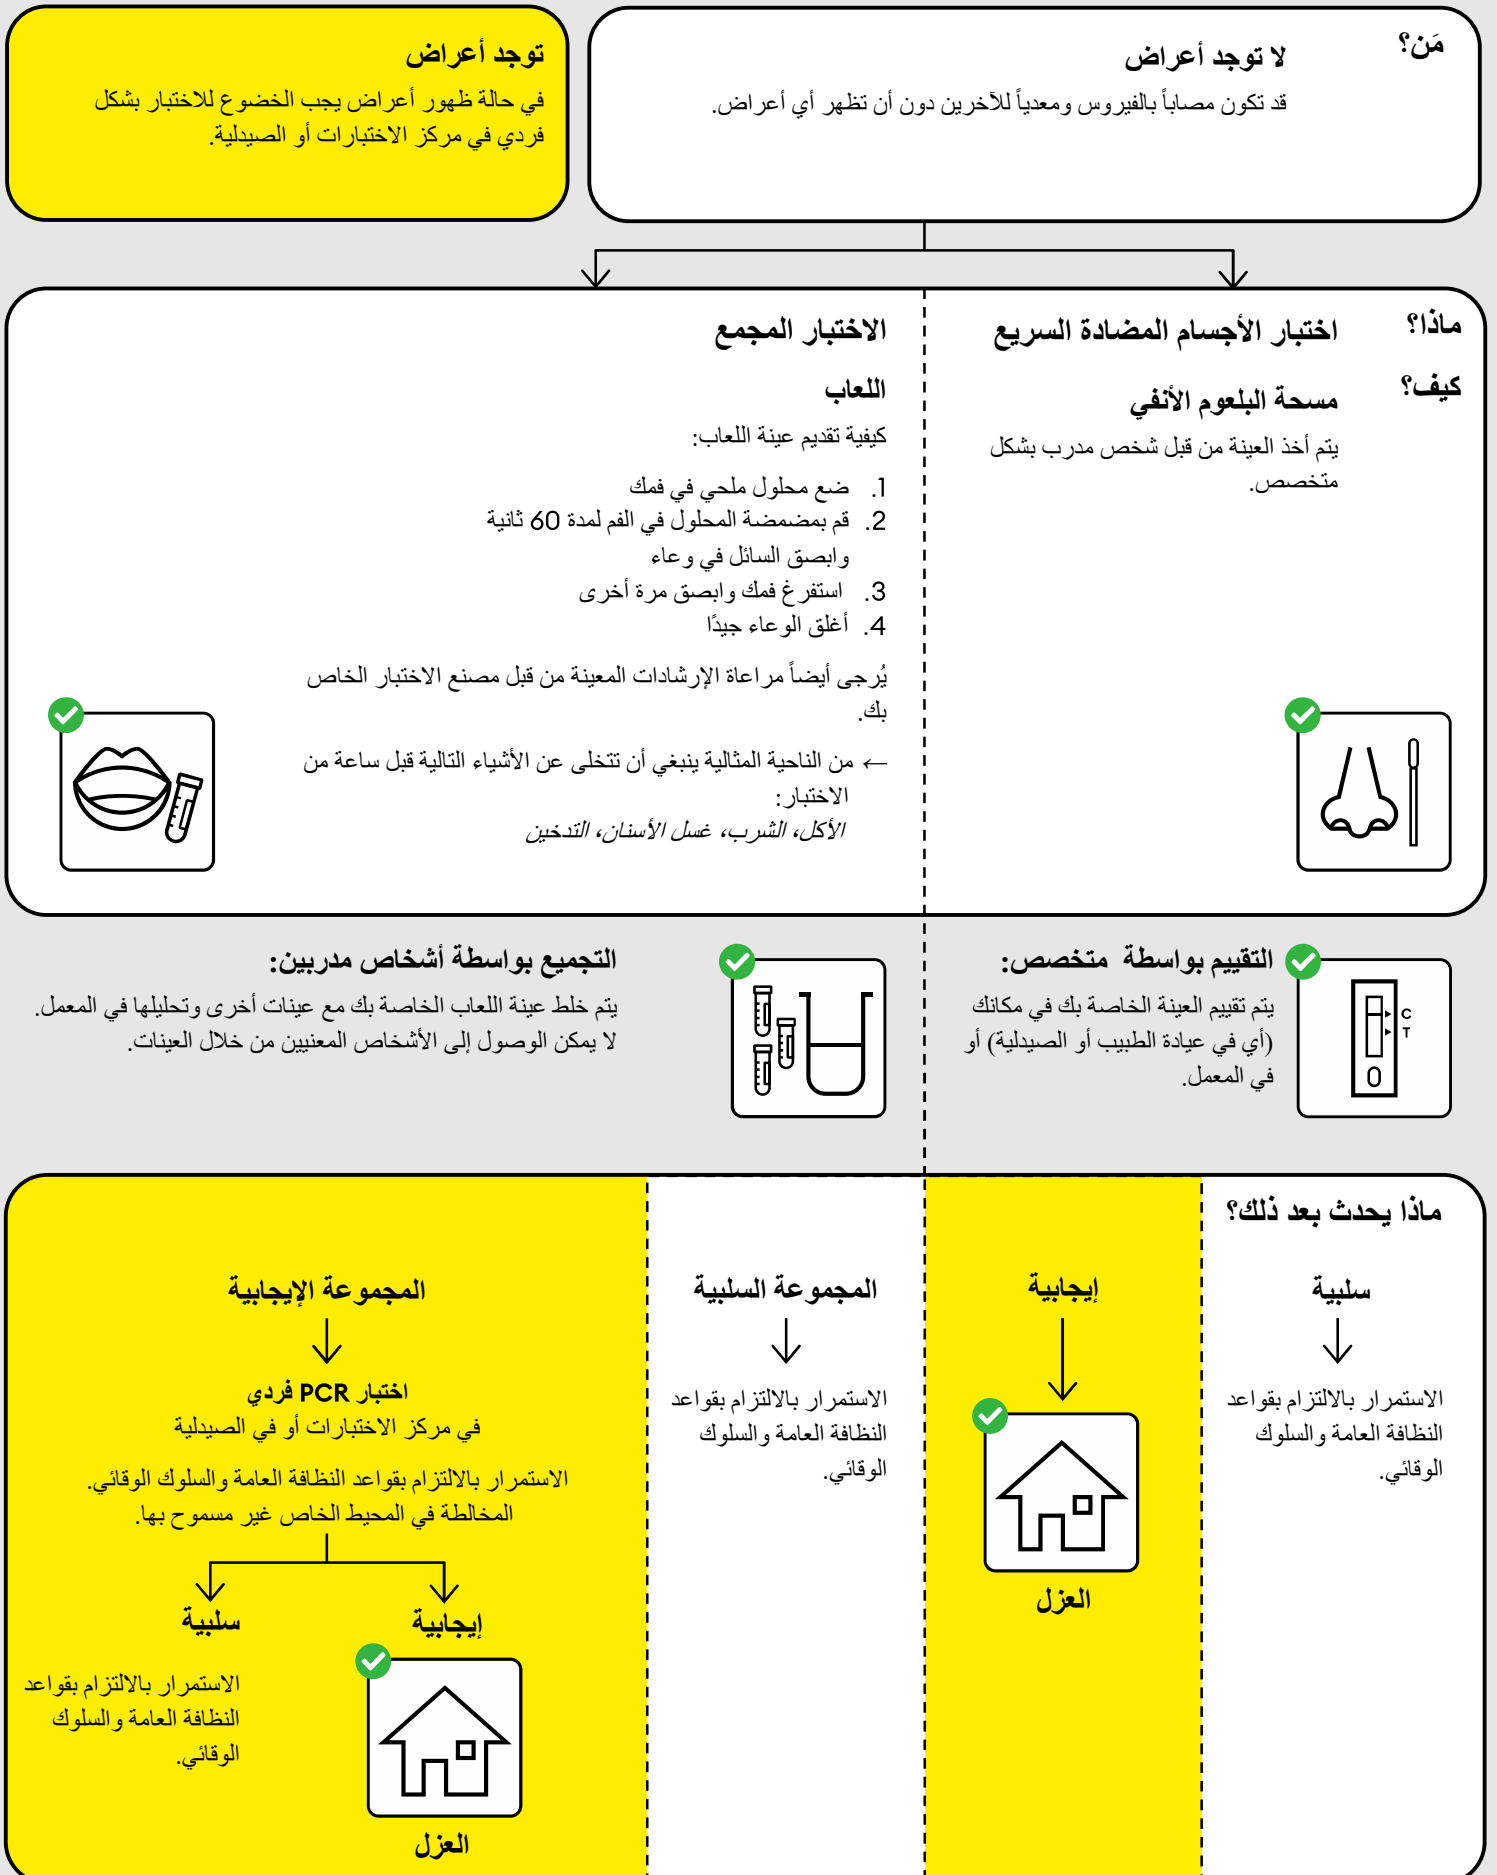 مَن؟
لا توجد أعراض
قد تكون مصاباً بالفيروس ومعدياً للآخرين دون أن تظهر أي أعراض.
توجد أعراض
في حالة ظهور أعراض يجب الخضوع للاختبار بشكل
فردي في مركز الاختبارات أو الصيدلية.
ماذا؟
اختبار الأجسام المضادة السريع
كيف؟
مسحة البلعوم الأنفي
يتم أخذ العينة من قبل شخص مدرب بشكل
متخصص.
الاختبار المجمع
اللعاب
كيفية تقديم عينة اللعاب:
1. ضع محلول ملحي في فمك
2. قم بمضمضة المحلول في الفم لمدة 60 ثانية
وابصق السائل في وعاء
3. استفرغ فمك وابصق مرة أخرى
4. أغلق الوعاء جيدًا
يُرجى أيضاً مراعاة الإرشادات المعينة من قبل مصنع الاختبار الخاص
بك.
← من الناحية المثالية ينبغي أن تتخلى عن الأشياء التالية قبل ساعة من
الاختبار:
الأكل، الشرب، غسل الأسنان، التدخين
التقييم بواسطة متخصص:
يتم تقييم العينة الخاصة بك في مكانك
(أي في عيادة الطبيب أو الصيدلية) أو
في المعمل.
C
T
التجميع بواسطة أشخاص مدربين:
يتم خلط عينة اللعاب الخاصة بك مع عينات أخرى وتحليلها في المعمل.
لا يمكن الوصول إلى الأشخاص المعنيين من خلال العينات.
ماذا يحدث بعد ذلك؟
سلبية
الاستمرار بالالتزام بقواعد
النظافة العامة والسلوك
الوقائي.
إيجابية
العزل
المجموعة السلبية
الاستمرار بالالتزام بقواعد
النظافة العامة والسلوك
الوقائي.
المجموعة الإيجابية
اختبار PCR فردي
في مركز الاختبارات أو في الصيدلية
الاستمرار بالالتزام بقواعد النظافة العامة والسلوك الوقائي.
المخالطة في المحيط الخاص غير مسموح بها.
إيجابية
العزل
سلبية
الاستمرار بالالتزام بقواعد
النظافة العامة والسلوك
الوقائي.